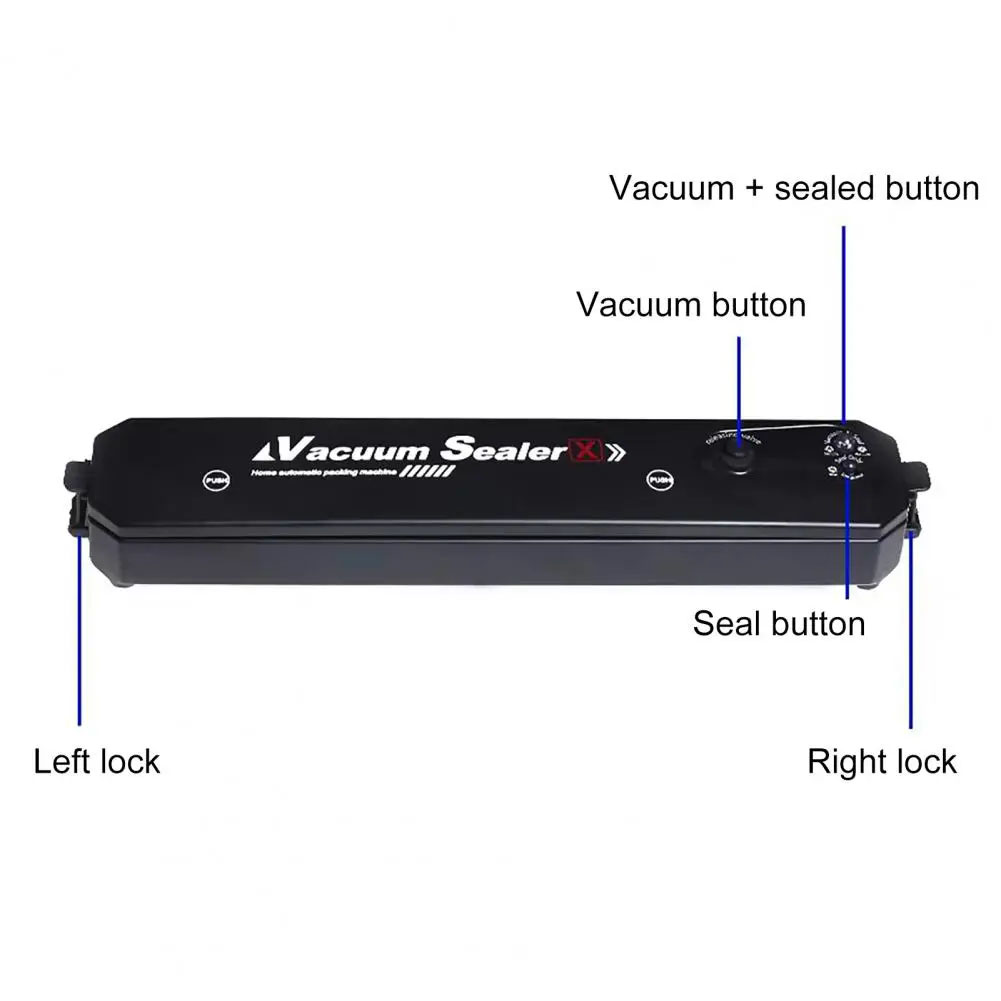 Vacuum + sealed button
Vacuum button
Vacuum Sealer X
Home automatic packing machine
PUSH
PUSH
Seal button
Left lock
Right lock